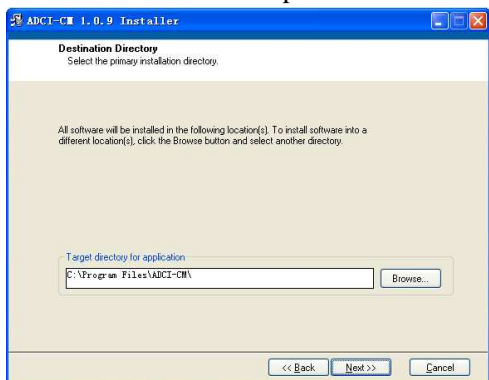 ADCI-CM 1.0.9 Installer
Destination Directory
Select the primary installation directory.
All software will be installed in the following location(s). To install software into a
different location(s), click the Browse button and select another directory.
Target directory for application
C:\Program Files\ADCI-CM\
Browse...
<< Back
Next >>
Cancel